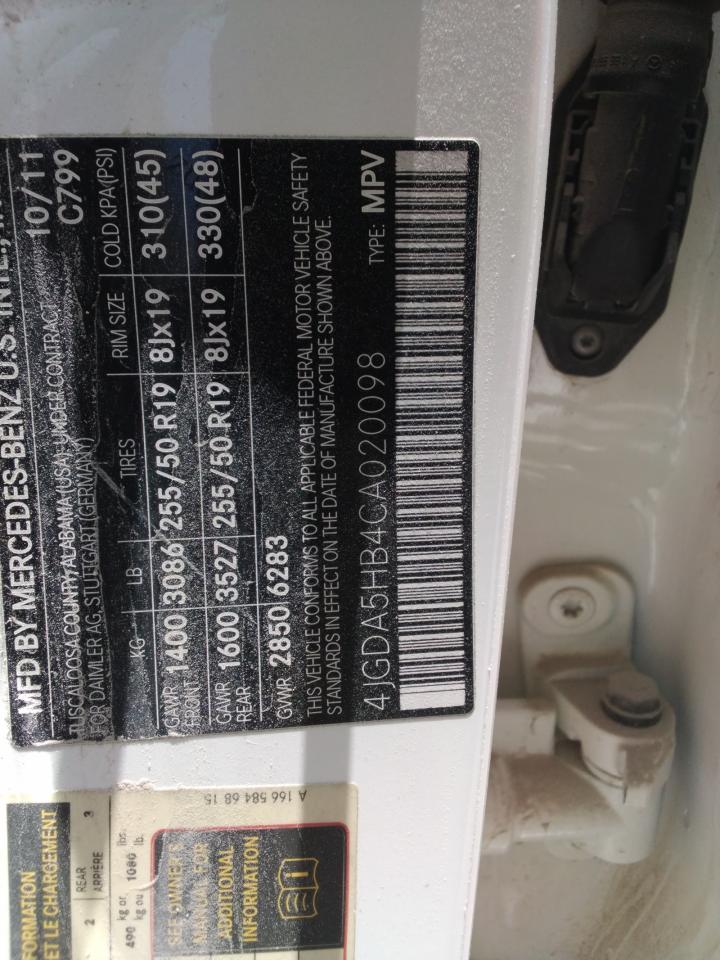 MFD BY MERCEDES-BENZ U.S. INTL.,
TUSCALOOSA COUNTY/ALABAMA (USA), UNDER CONTRACT 10/11
FOR DAIMLER AG, STUTTGART (GERMANY) C799
KG LB TIRES RIM SIZE COLD KPA(PSI)
GAWR FRONT 1400 3086 255/50 R19 8Jx19 310(45)
GAWR REAR 1600 3527 255/50 R19 8Jx19 330(48)
GVWR 2850 6283
THIS VEHICLE CONFORMS TO ALL APPLICABLE FEDERAL MOTOR VEHICLE SAFETY
STANDARDS IN EFFECT ON THE DATE OF MANUFACTURE SHOWN ABOVE.
4JGDA5HB4CA020098 TYPE: MPV
FORMATION
ET LE CHARGEMENT
2 REAR ARRIÈRE 3
490 kg or 1080 lbs.
kg ou lb.
SEE OWNER'S
MANUAL FOR
ADDITIONAL
INFORMATION
A 166 584 68 15